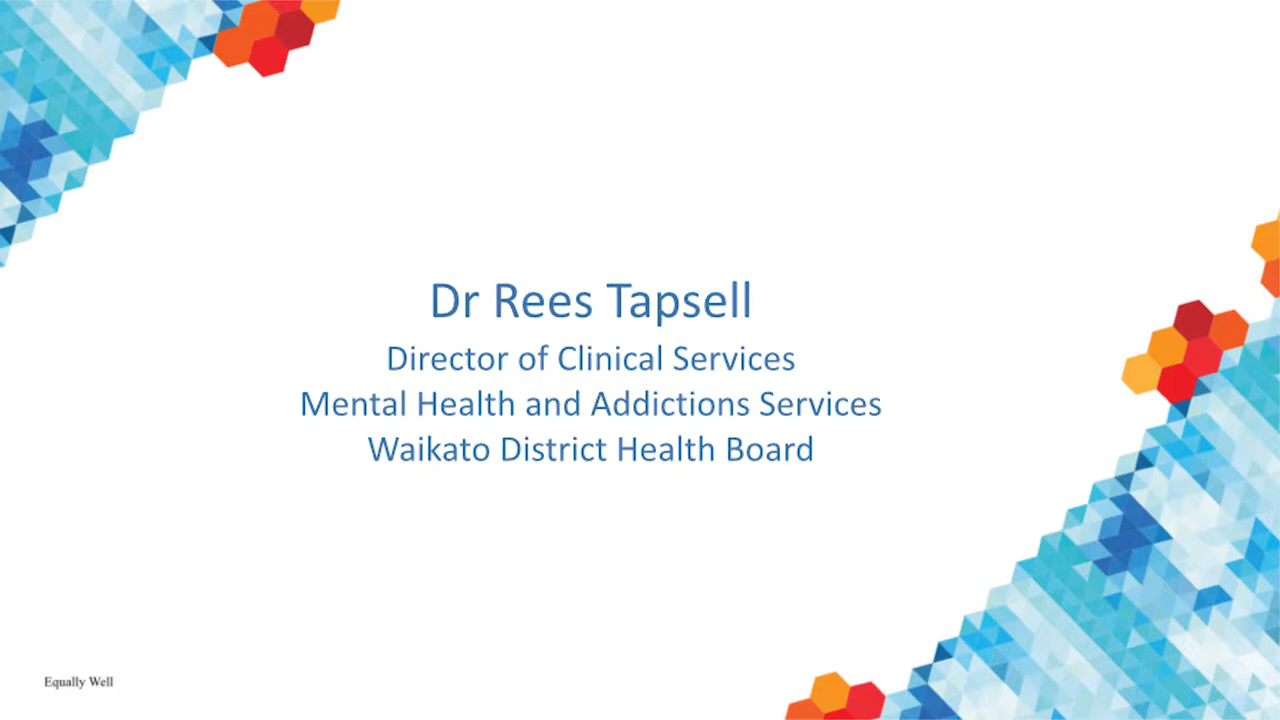 Dr Rees Tapsell
Director of Clinical Services
Mental Health and Addictions Services
Waikato District Health Board
Equally Well